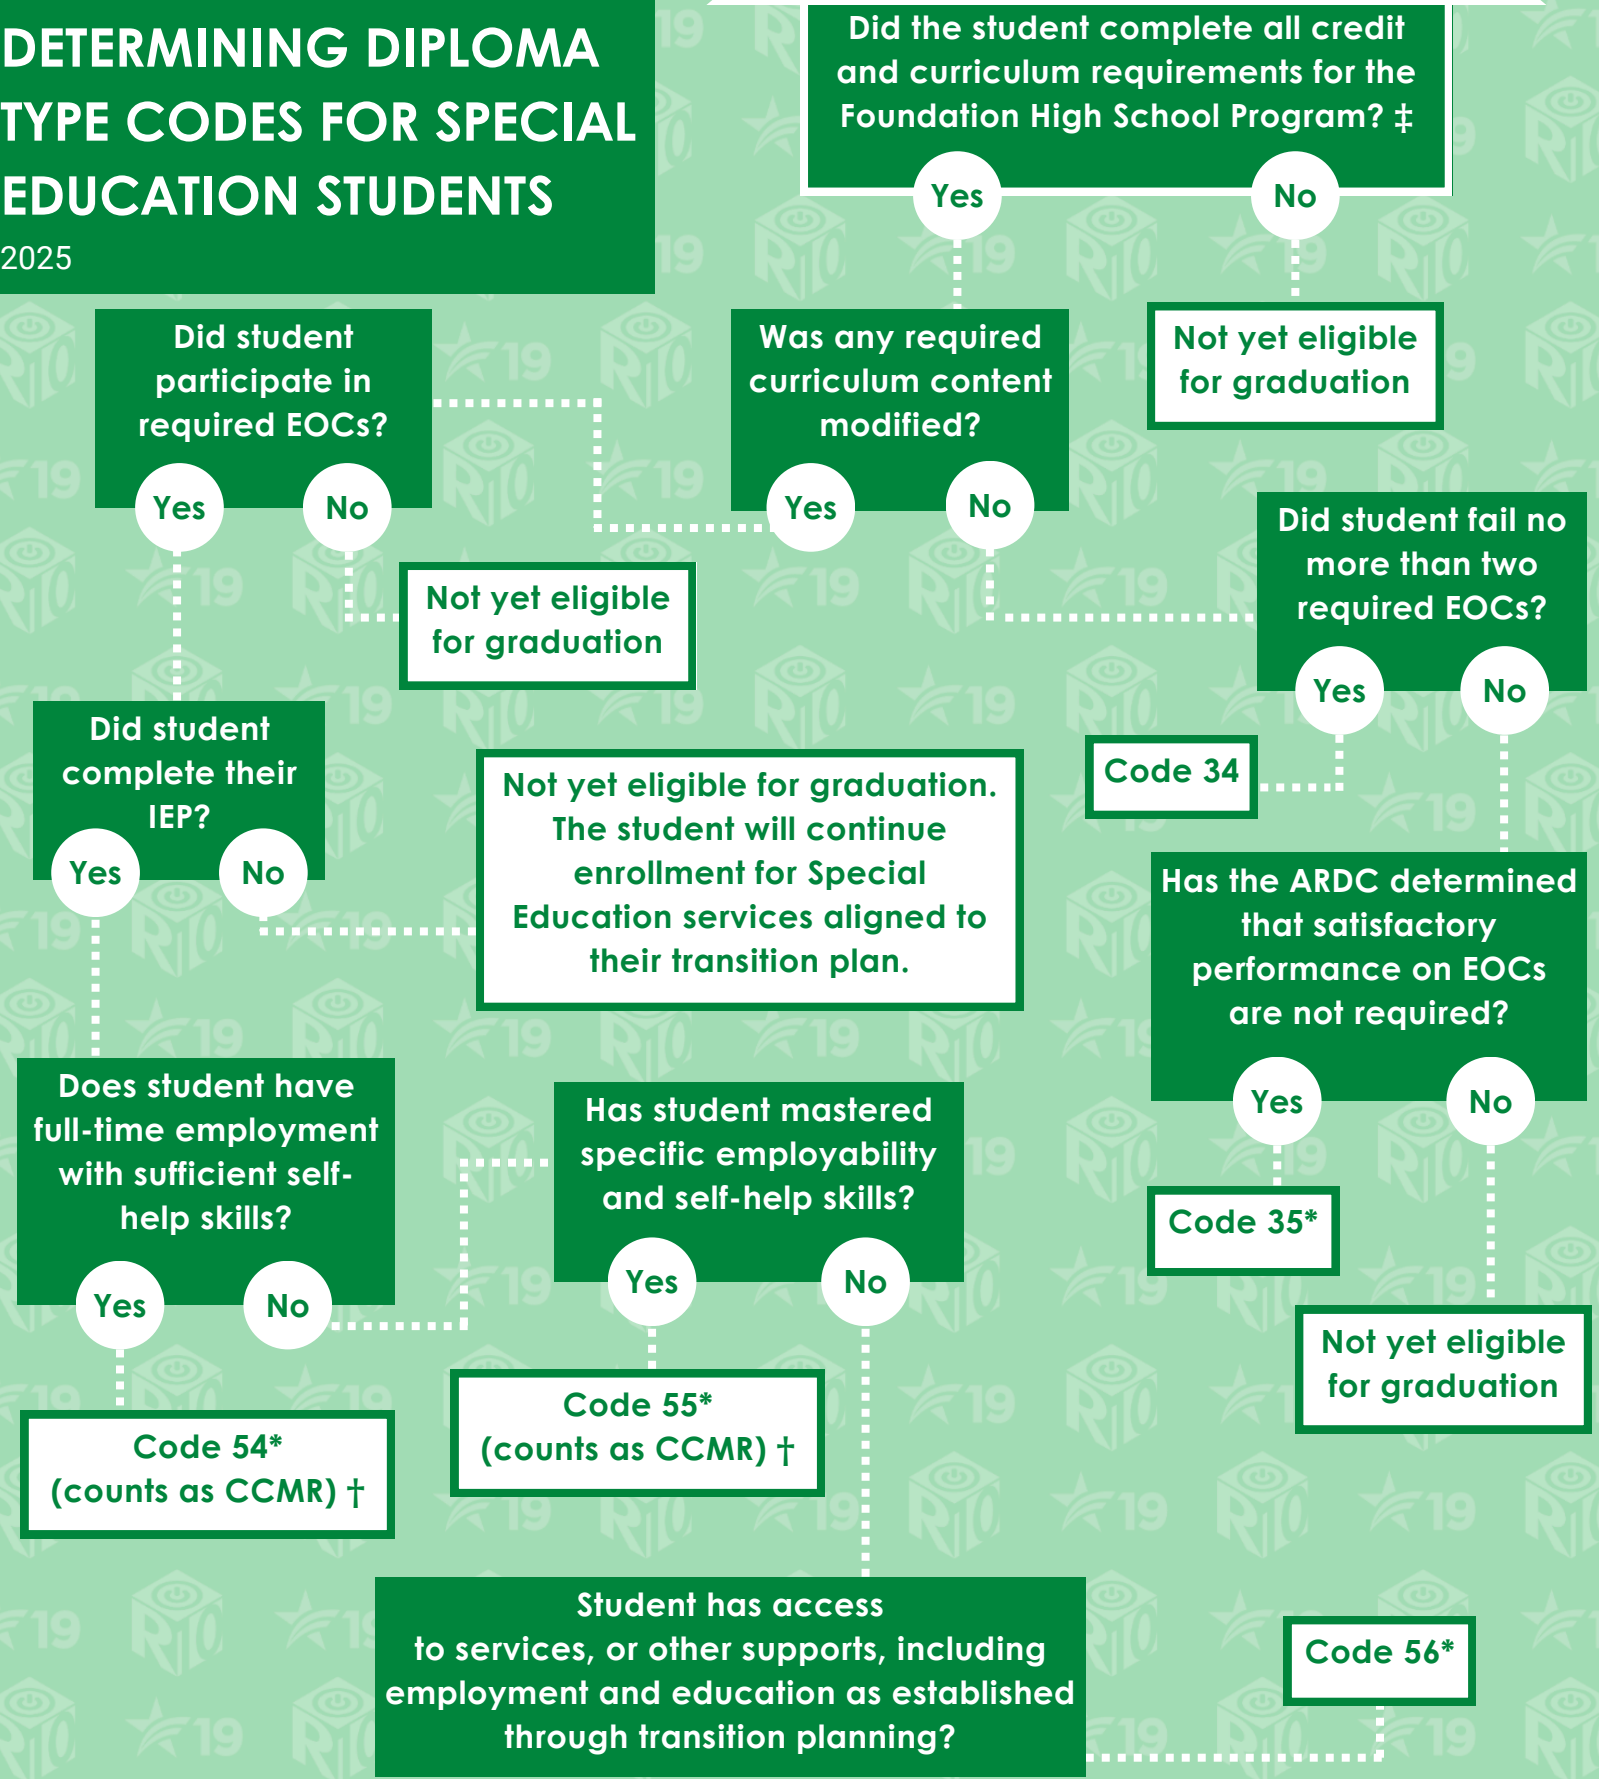 DETERMINING DIPLOMA
TYPE CODES FOR SPECIAL
EDUCATION STUDENTS
2025
Did the student complete all credit
and curriculum requirements for the
Foundation High School Program? ‡
Yes
No
Did student
participate in
required EOCs?
Yes
No
Was any required
curriculum content
modified?
Yes
No
Not yet eligible
for graduation
Not yet eligible
for graduation
Did student fail no
more than two
required EOCs?
Yes
No
Did student
complete their
IEP?
Yes
No
Not yet eligible for graduation.
The student will continue
enrollment for Special
Education services aligned to
their transition plan.
Code 34
Has the ARDC determined
that satisfactory
performance on EOCs
are not required?
Yes
No
Does student have
full-time employment
with sufficient self-
help skills?
Yes
No
Has student mastered
specific employability
and self-help skills?
Yes
No
Code 35*
Not yet eligible
for graduation
Code 54*
(counts as CCMR) †
Code 55*
(counts as CCMR) †
Student has access
to services, or other supports, including
employment and education as established
through transition planning?
Code 56*